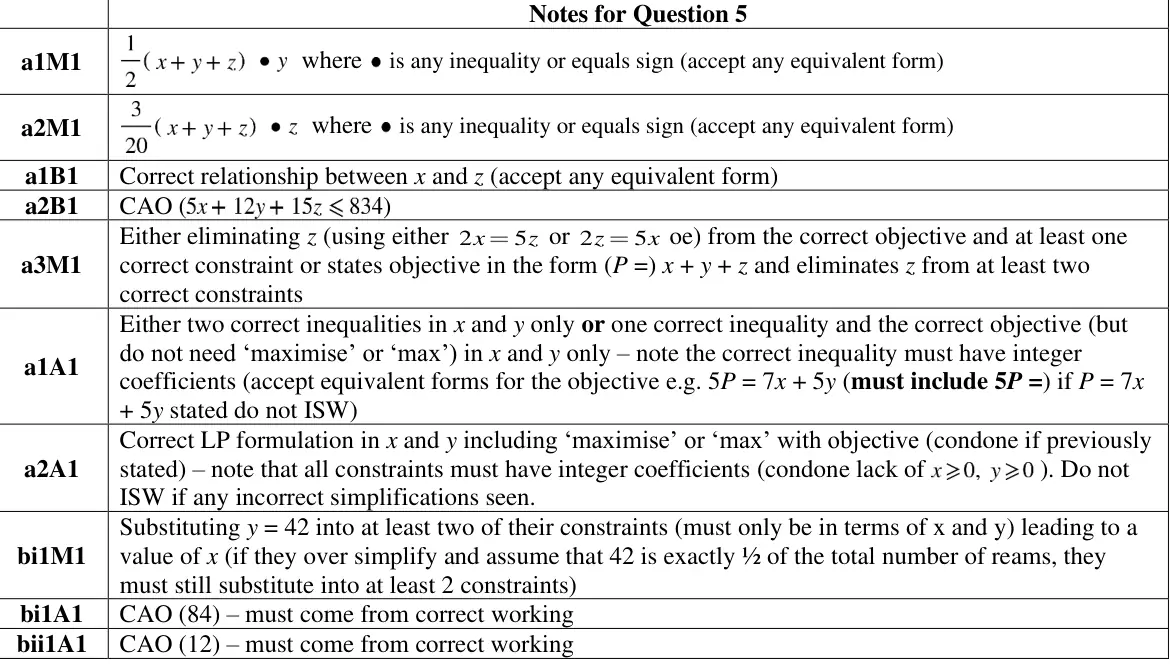 Notes for Question 5
a1M1
1/2 ( x + y + z) • y where • is any inequality or equals sign (accept any equivalent form)
a2M1
3/20 ( x + y + z) • z where • is any inequality or equals sign (accept any equivalent form)
a1B1 Correct relationship between x and z (accept any equivalent form)
a2B1 CAO (5x + 12y + 15z ⩽ 834)
a3M1
Either eliminating z (using either 2x = 5z or 2z = 5x oe) from the correct objective and at least one
correct constraint or states objective in the form (P =) x + y + z and eliminates z from at least two
correct constraints
a1A1
Either two correct inequalities in x and y only or one correct inequality and the correct objective (but
do not need ‘maximise’ or ‘max’) in x and y only – note the correct inequality must have integer
coefficients (accept equivalent forms for the objective e.g. 5P = 7x + 5y (must include 5P =) if P = 7x
+ 5y stated do not ISW)
a2A1
Correct LP formulation in x and y including ‘maximise’ or ‘max’ with objective (condone if previously
stated) – note that all constraints must have integer coefficients (condone lack of x ⩾ 0, y ⩾ 0 ). Do not
ISW if any incorrect simplifications seen.
bi1M1
Substituting y = 42 into at least two of their constraints (must only be in terms of x and y) leading to a
value of x (if they over simplify and assume that 42 is exactly ½ of the total number of reams, they
must still substitute into at least 2 constraints)
bi1A1 CAO (84) – must come from correct working
bii1A1 CAO (12) – must come from correct working